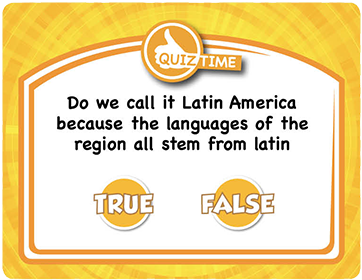 QUIZ TIME
Do we call it Latin America
because the languages of the
region all stem from latin
TRUE FALSE